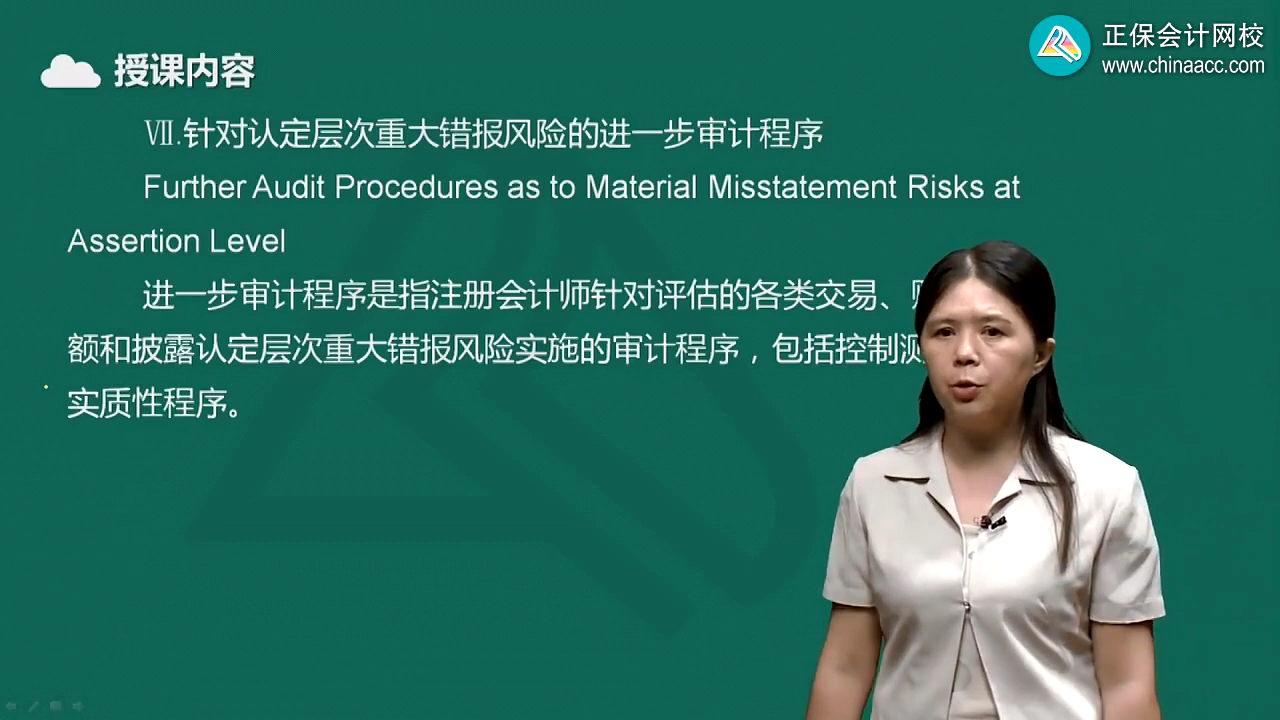 正保会计网校
www.chinaacc.com
授课内容
Ⅶ.针对认定层次重大错报风险的进一步审计程序
Further Audit Procedures as to Material Misstatement Risks at
Assertion Level
进一步审计程序是指注册会计师针对评估的各类交易、
额和披露认定层次重大错报风险实施的审计程序，包括控制测
实质性程序。